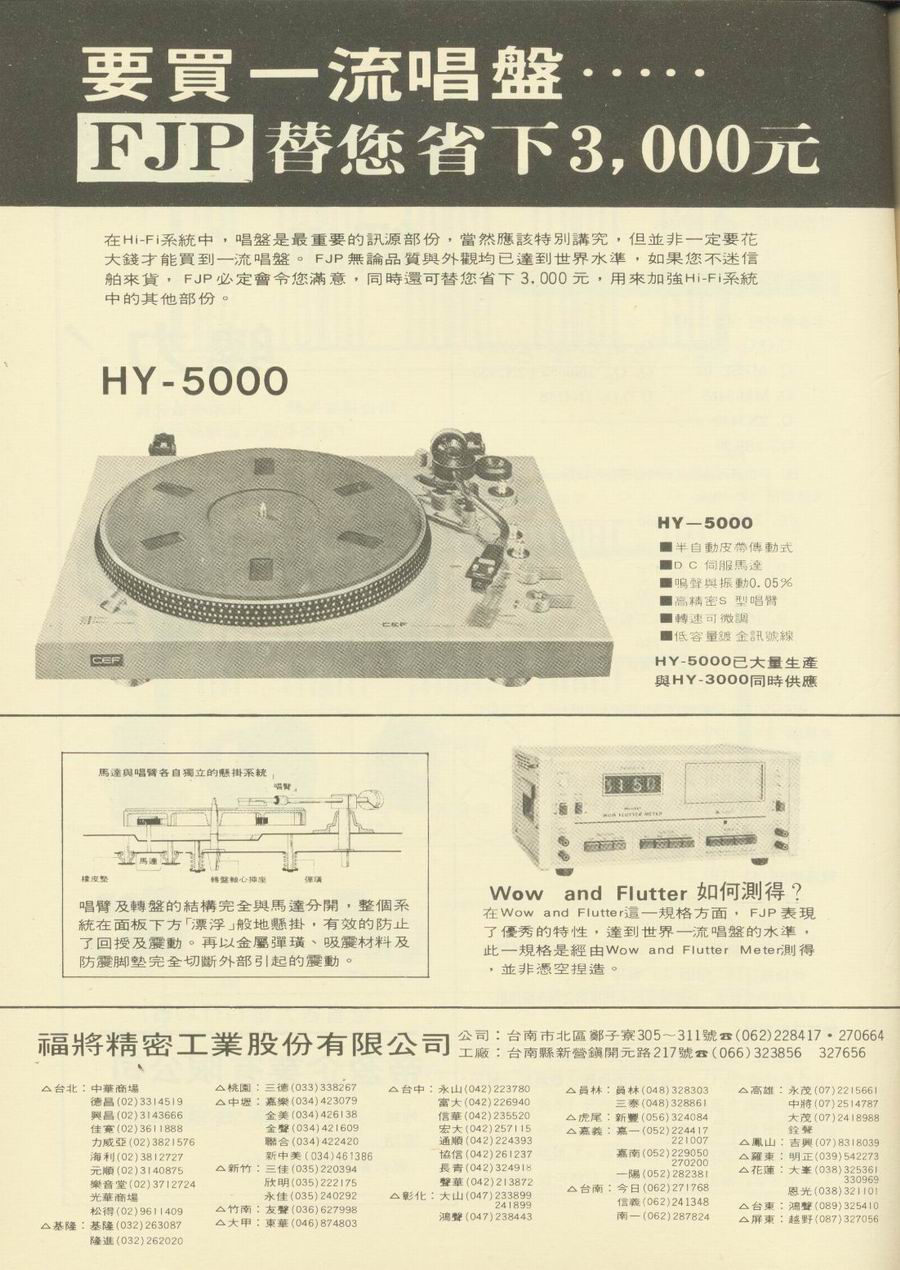 要買一流唱盤‧‧‧‧‧
FJP 替您省下3,000元
在Hi-Fi系統中，唱盤是最重要的訊源部份，當然應該特別講究，但並非一定要花
大錢才能買到一流唱盤。FJP 無論品質與外觀均已達到世界水準，如果您不迷信
舶來貨，FJP 必定會令您滿意，同時還可替您省下 3,000 元，用來加強Hi-Fi系統
中的其他部份。
HY-5000
CEF
CEF
HY—5000
■半自動皮帶傳動式
■DC 伺服馬達
■鳴聲與振動0.05%
■高精密S 型唱臂
■轉速可微調
■低容量鍍金訊號線
HY-5000已大量生產
與HY-3000同時供應
馬達與唱臂各自獨立的懸掛系統
唱臂
馬達
橡皮墊 轉盤軸心揷座 彈璜
唱臂及轉盤的結構完全與馬達分開，整個系
統在面板下方「漂浮」般地懸掛，有效的防止
了回授及震動。再以金屬彈璜、吸震材料及
防震脚墊完全切斷外部引起的震動。
WOW FLUTTER METER
Wow and Flutter 如何測得？
在Wow and Flutter這一規格方面，FJP 表現
了優秀的特性，達到世界一流唱盤的水準，
此一規格是經由Wow and Flutter Meter測得
，並非憑空捏造。
福將精密工業股份有限公司
公司：台南市北區鄭子寮305～311號☎(062)228417・270664
工廠：台南縣新營鎭開元路217號☎(066)323856 327656
△台北：中華商場
德昌(02)3314519
興昌(02)3143666
佳賓(02)3611888
力威亞(02)3821576
海利(02)3812727
元順(02)3140875
樂音堂(02)3712724
光華商場
松得(02)9611409
△基隆：基隆(032)263087
隆進(032)262020
△桃園：三德(033)338267
△中壢：嘉樂(034)423079
金美(034)426138
金聲(034)421609
聯合(034)422420
新中美(034)461386
△新竹：三佳(035)220394
欣明(035)222175
永佳(035)240292
△竹南：友聲(036)627998
△大甲：東華(046)874803
△台中：永山(042)223780
富大(042)226940
信華(042)235520
宏大(042)257115
通順(042)224393
協信(042)261237
長青(042)324918
聲華(042)213872
△彰化：大山(047)233899
241899
鴻聲(047)238443
△員林：員林(048)328303
三泰(048)328861
△虎尾：新豐(056)324084
△嘉義：嘉一(052)224417
221007
嘉南(052)229050
270200
一陽(052)282381
△台南：今日(062)271768
信義(062)241348
南一(062)287824
△高雄：永茂(07)2215661
中將(07)2514787
大茂(07)2418988
銓聲
△鳳山：吉興(07)8318039
△羅東：明正(039)542273
△花蓮：大峯(038)325361
330969
恩光(038)321101
△台東：鴻聲(089)325410
△屏東：越野(087)327056